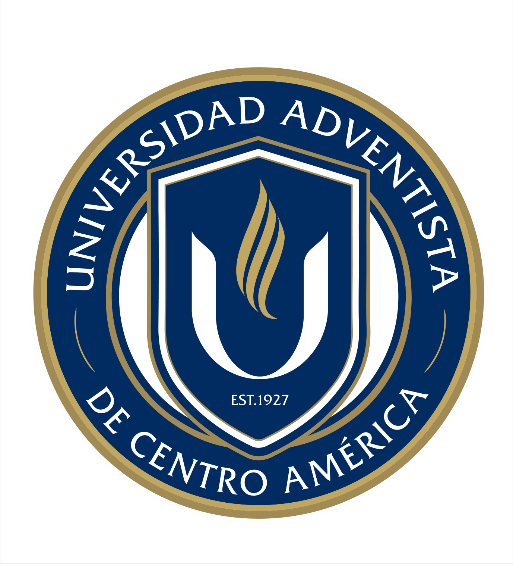 UNIVERSIDAD ADVENTISTA
DE CENTRO AMÉRICA
U
EST.1927